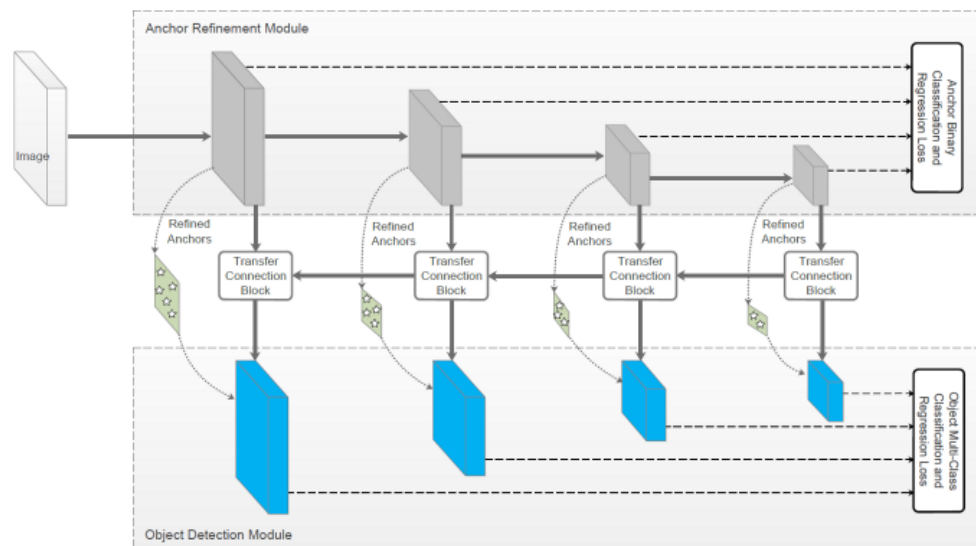 Anchor Refinement Module
Image
Anchor Binary
Classification and
Regression Loss
Refined
Anchors
Refined
Anchors
Refined
Anchors
Refined
Anchors
Transfer
Connection
Block
Transfer
Connection
Block
Transfer
Connection
Block
Transfer
Connection
Block
Object Multi-Class
Classification and
Regression Loss
Object Detection Module